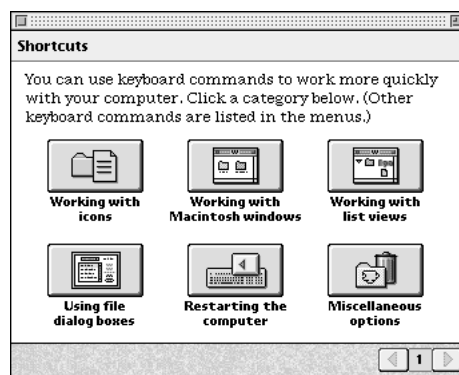 Shortcuts
You can use keyboard commands to work more quickly
with your computer. Click a category below. (Other
keyboard commands are listed in the menus.)
Working with
icons
Working with
Macintosh windows
Working with
list views
Using file
dialog boxes
Restarting the
computer
Miscellaneous
options
1